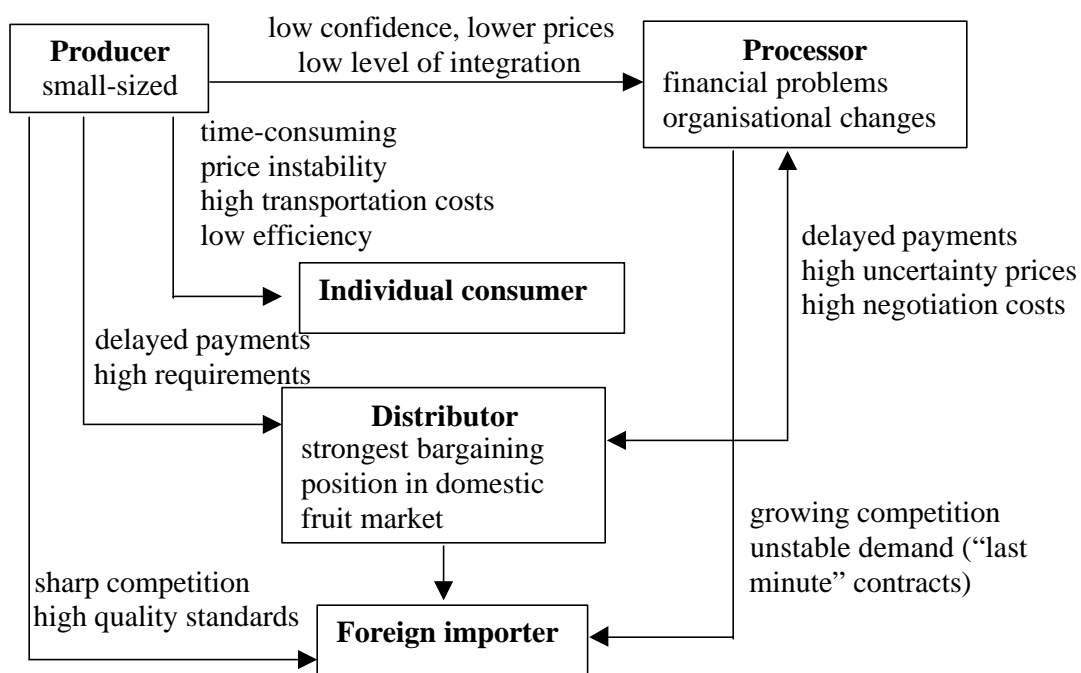 low confidence, lower prices
low level of integration
Producer
small-sized
Processor
financial problems
organisational changes
time-consuming
price instability
high transportation costs
low efficiency
delayed payments
high uncertainty prices
high negotiation costs
Individual consumer
delayed payments
high requirements
Distributor
strongest bargaining
position in domestic
fruit market
growing competition
unstable demand (“last
minute” contracts)
sharp competition
high quality standards
Foreign importer